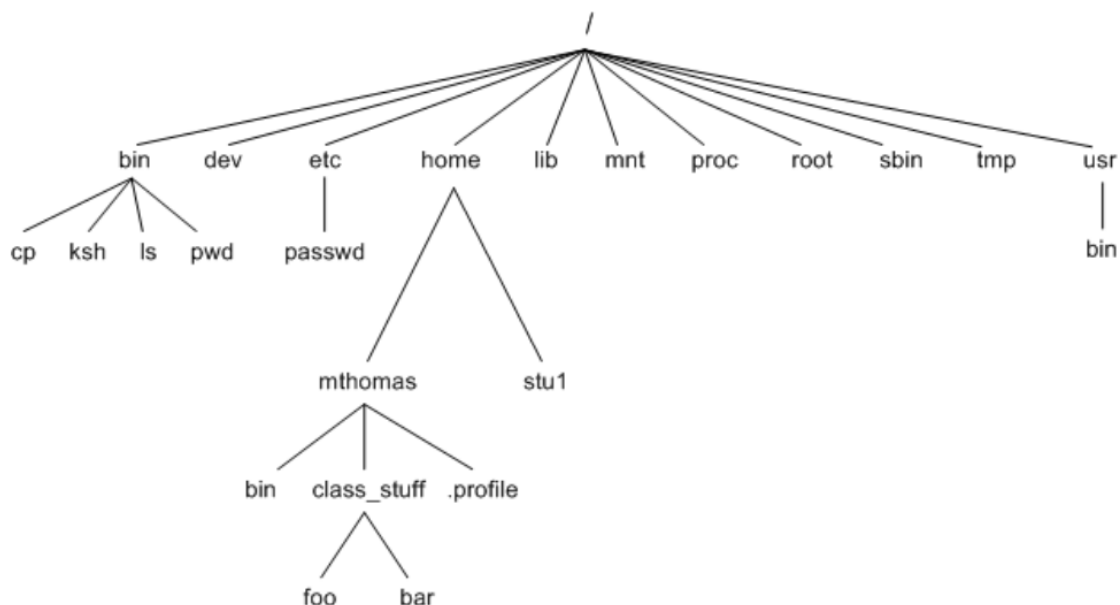 /
bin dev etc home lib mnt proc root sbin tmp usr
cp ksh ls pwd passwd bin
mthomas stu1
bin class_stuff .profile
foo bar